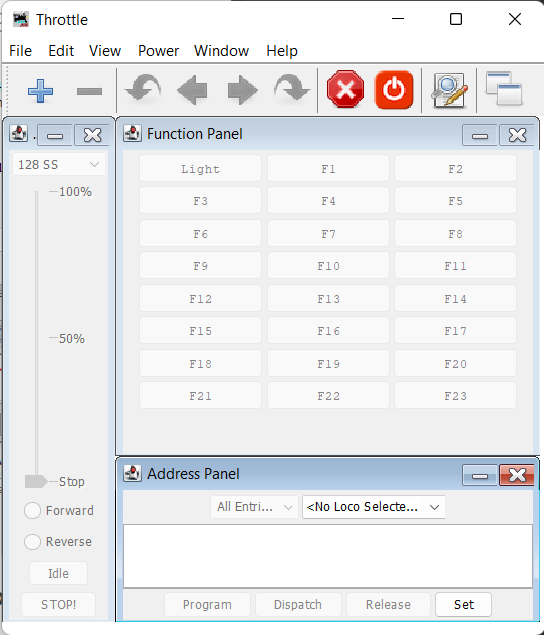 Throttle
File Edit View Power Window Help
. Function Panel
128 SS
100%
50%
Stop
Forward
Reverse
Idle
STOP!
Light F1 F2
F3 F4 F5
F6 F7 F8
F9 F10 F11
F12 F13 F14
F15 F16 F17
F18 F19 F20
F21 F22 F23
Address Panel
All Entri... <No Loco Selecte...
Program Dispatch Release Set